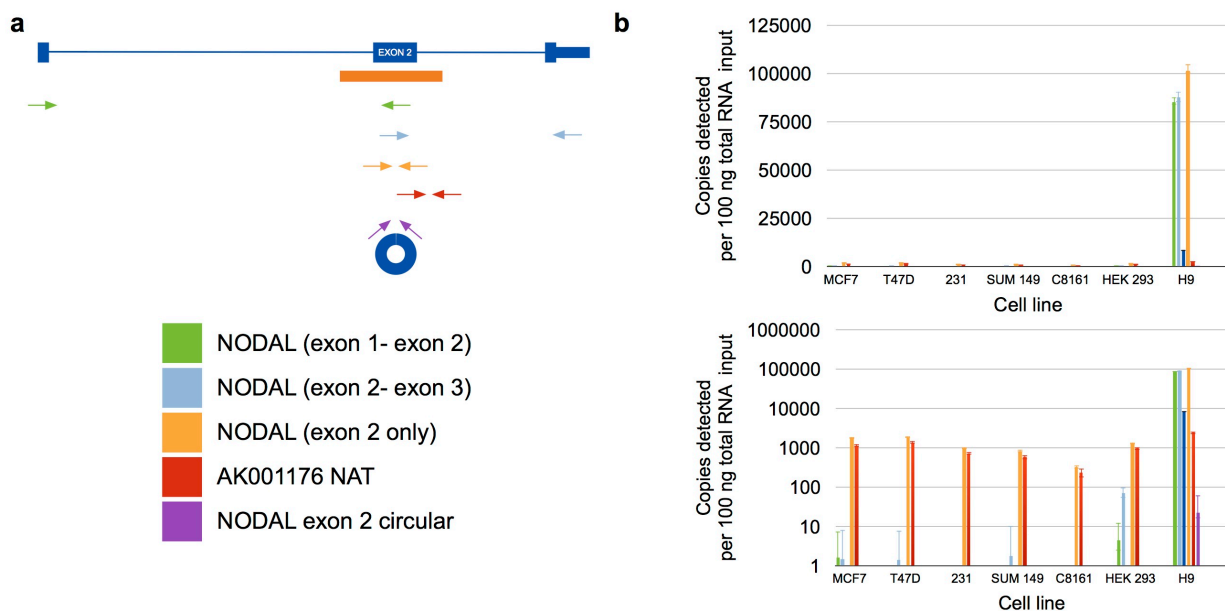 a
EXON 2
NODAL (exon 1- exon 2)
NODAL (exon 2- exon 3)
NODAL (exon 2 only)
AK001176 NAT
NODAL exon 2 circular
b
Copies detected
per 100 ng total RNA input
125000
100000
75000
50000
25000
0
MCF7 T47D 231 SUM 149 C8161 HEK 293 H9
Cell line
Copies detected
per 100 ng total RNA input
1000000
100000
10000
1000
100
10
1
MCF7 T47D 231 SUM 149 C8161 HEK 293 H9
Cell line